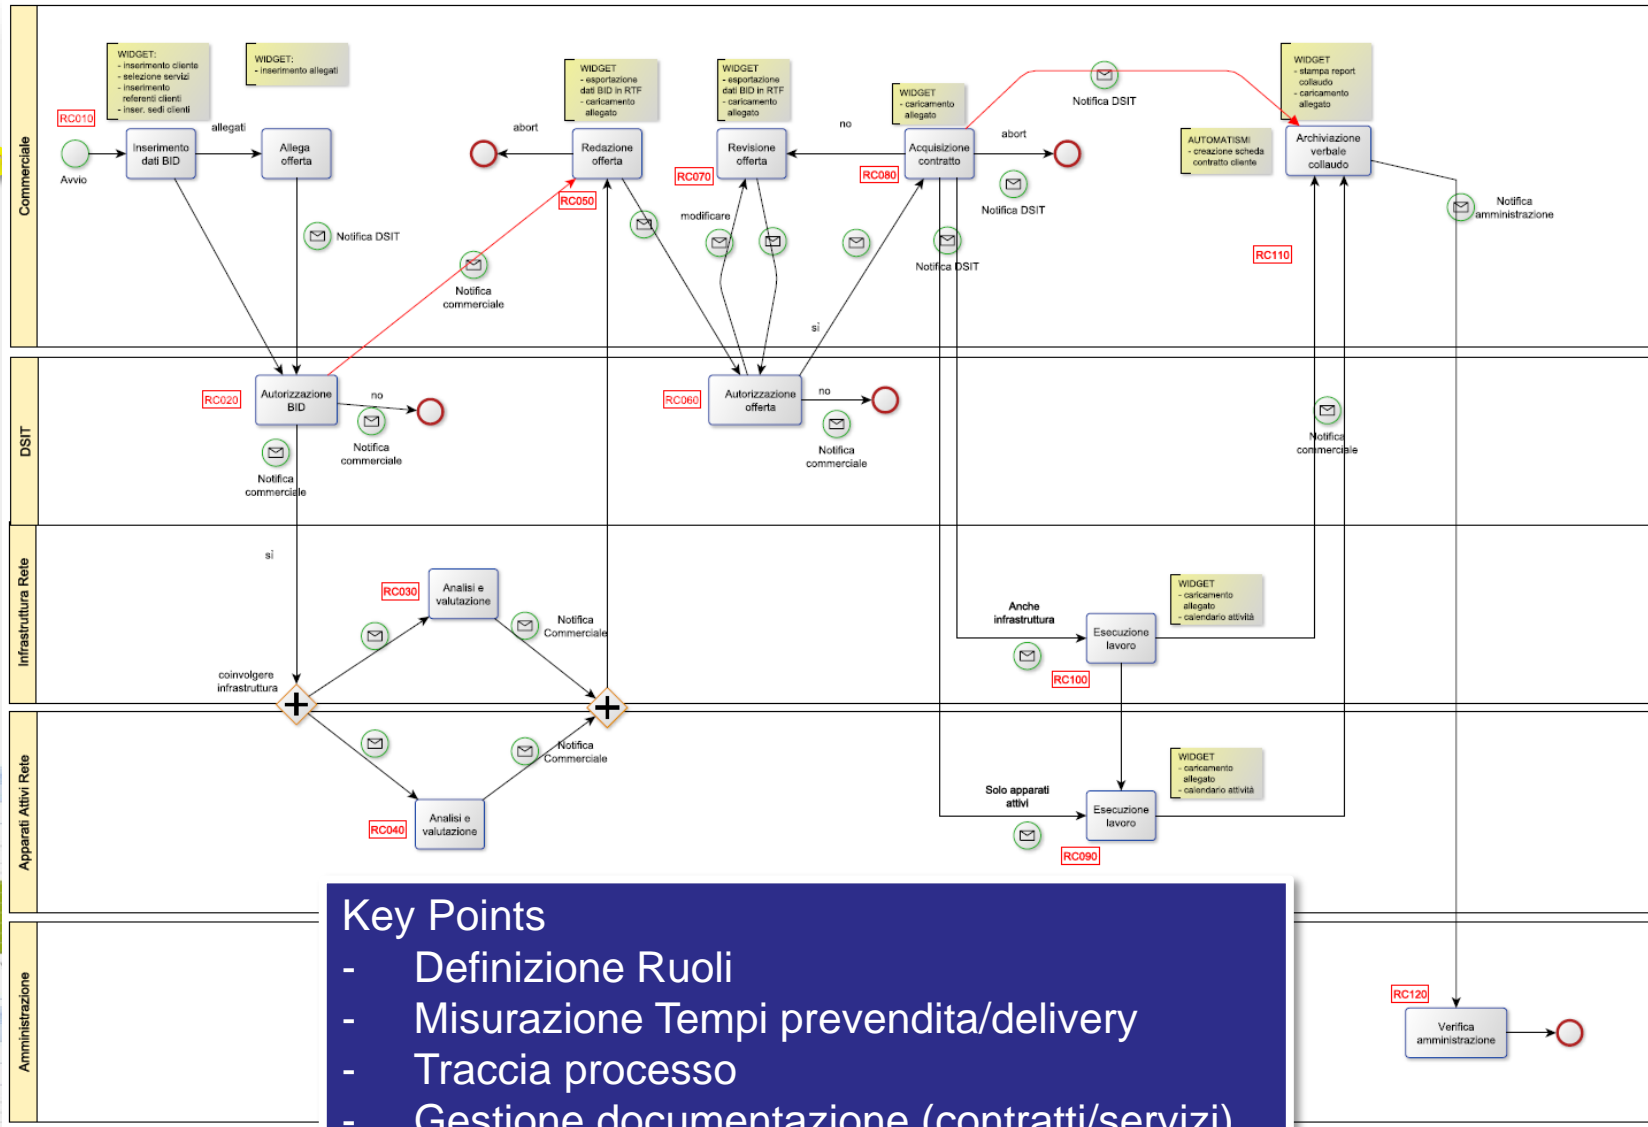 Commerciale
WIDGET:
- inserimento cliente
- selezione servizi
- inserimento
referenti clienti
- inser. sedi clienti
WIDGET:
- inserimento allegati
RC010
Avvio
Inserimento
dati BID
allegati
Allega
offerta
Notifica DSIT
abort
WIDGET
- esportazione
dati BID in RTF
- caricamento
allegato
Redazione
offerta
RC050
Notifica
commerciale
WIDGET
- esportazione
dati BID in RTF
- caricamento
allegato
Revisione
offerta
RC070
modificare
no
WIDGET
- caricamento
allegato
Acquisizione
contratto
RC080
abort
Notifica DSIT
Notifica DSIT
Notifica DSIT
sì
WIDGET
- stampa report
collaudo
- caricamento
allegato
AUTOMATISMI
- creazione scheda
contratto cliente
Archiviazione
verbale
collaudo
RC110
Notifica
amministrazione
DSIT
RC020
Autorizzazione
BID
no
Notifica
commerciale
Notifica
commerciale
RC060
Autorizzazione
offerta
no
Notifica
commerciale
Notifica
commerciale
Infrastruttura Rete
sì
coinvolgere
infrastruttura
RC030
Analisi e
valutazione
Notifica
Commerciale
Anche
infrastruttura
Esecuzione
lavoro
RC100
WIDGET
- caricamento
allegato
- calendario attività
Apparati Attivi Rete
RC040
Analisi e
valutazione
Notifica
Commerciale
Solo apparati
attivi
Esecuzione
lavoro
RC090
WIDGET
- caricamento
allegato
- calendario attività
Amministrazione
RC120
Verifica
amministrazione
Key Points
- Definizione Ruoli
- Misurazione Tempi prevendita/delivery
- Traccia processo
- Gestione documentazione (contratti/servizi)